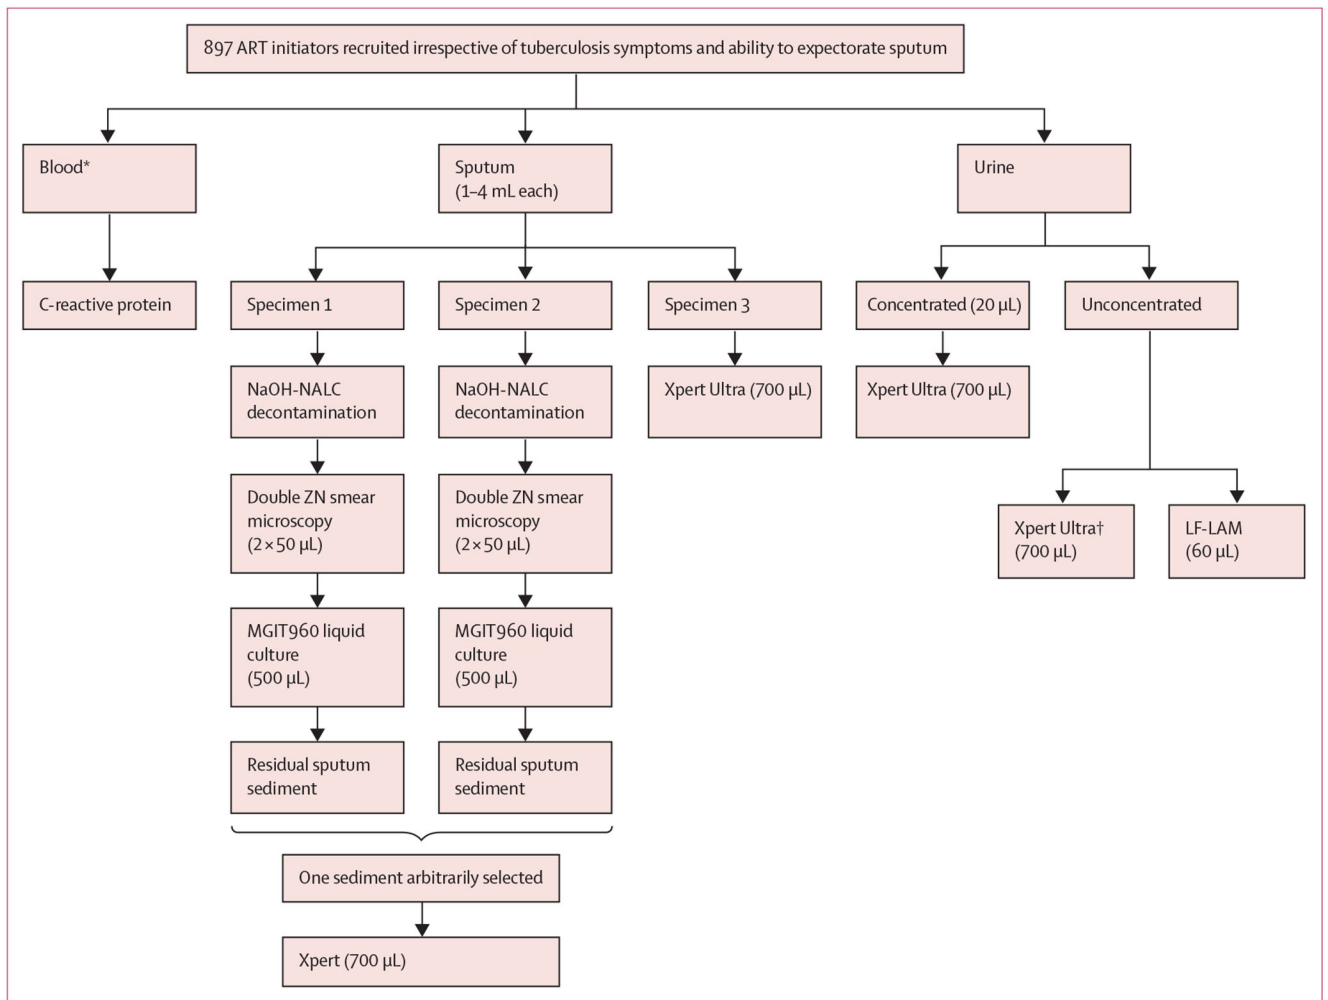 897 ART initiators recruited irrespective of tuberculosis symptoms and ability to expectorate sputum
Blood*
Sputum
(1–4 mL each)
Urine
C-reactive protein
Specimen 1
Specimen 2
Specimen 3
Concentrated (20 µL)
Unconcentrated
NaOH-NALC
decontamination
NaOH-NALC
decontamination
Xpert Ultra (700 µL)
Xpert Ultra (700 µL)
Double ZN smear
microscopy
(2 × 50 µL)
Double ZN smear
microscopy
(2 × 50 µL)
Xpert Ultra†
(700 µL)
LF-LAM
(60 µL)
MGIT960 liquid
culture
(500 µL)
MGIT960 liquid
culture
(500 µL)
Residual sputum
sediment
Residual sputum
sediment
One sediment arbitrarily selected
Xpert (700 µL)